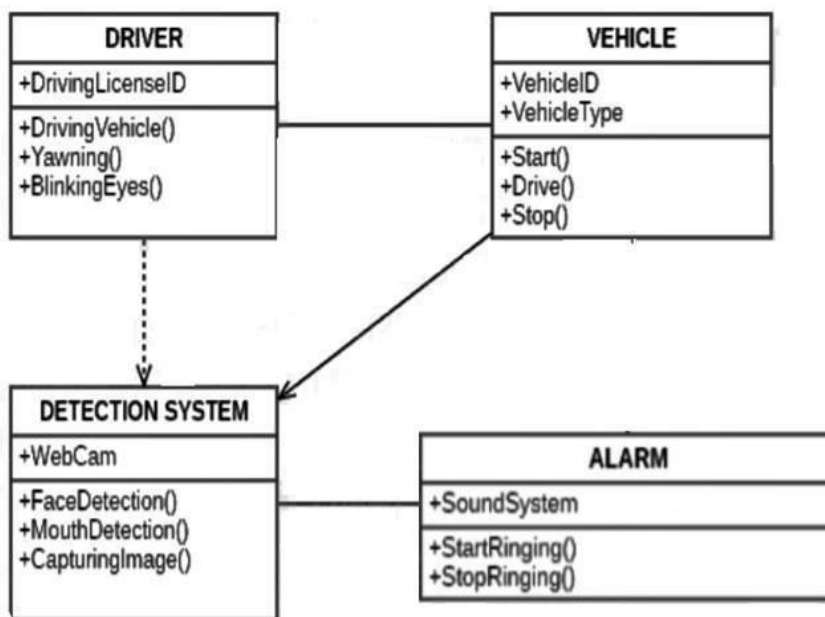 DRIVER
+DrivingLicenseID
+DrivingVehicle()
+Yawning()
+BlinkingEyes()
VEHICLE
+VehicleID
+VehicleType
+Start()
+Drive()
+Stop()
DETECTION SYSTEM
+WebCam
+FaceDetection()
+MouthDetection()
+CapturingImage()
ALARM
+SoundSystem
+StartRinging()
+StopRinging()